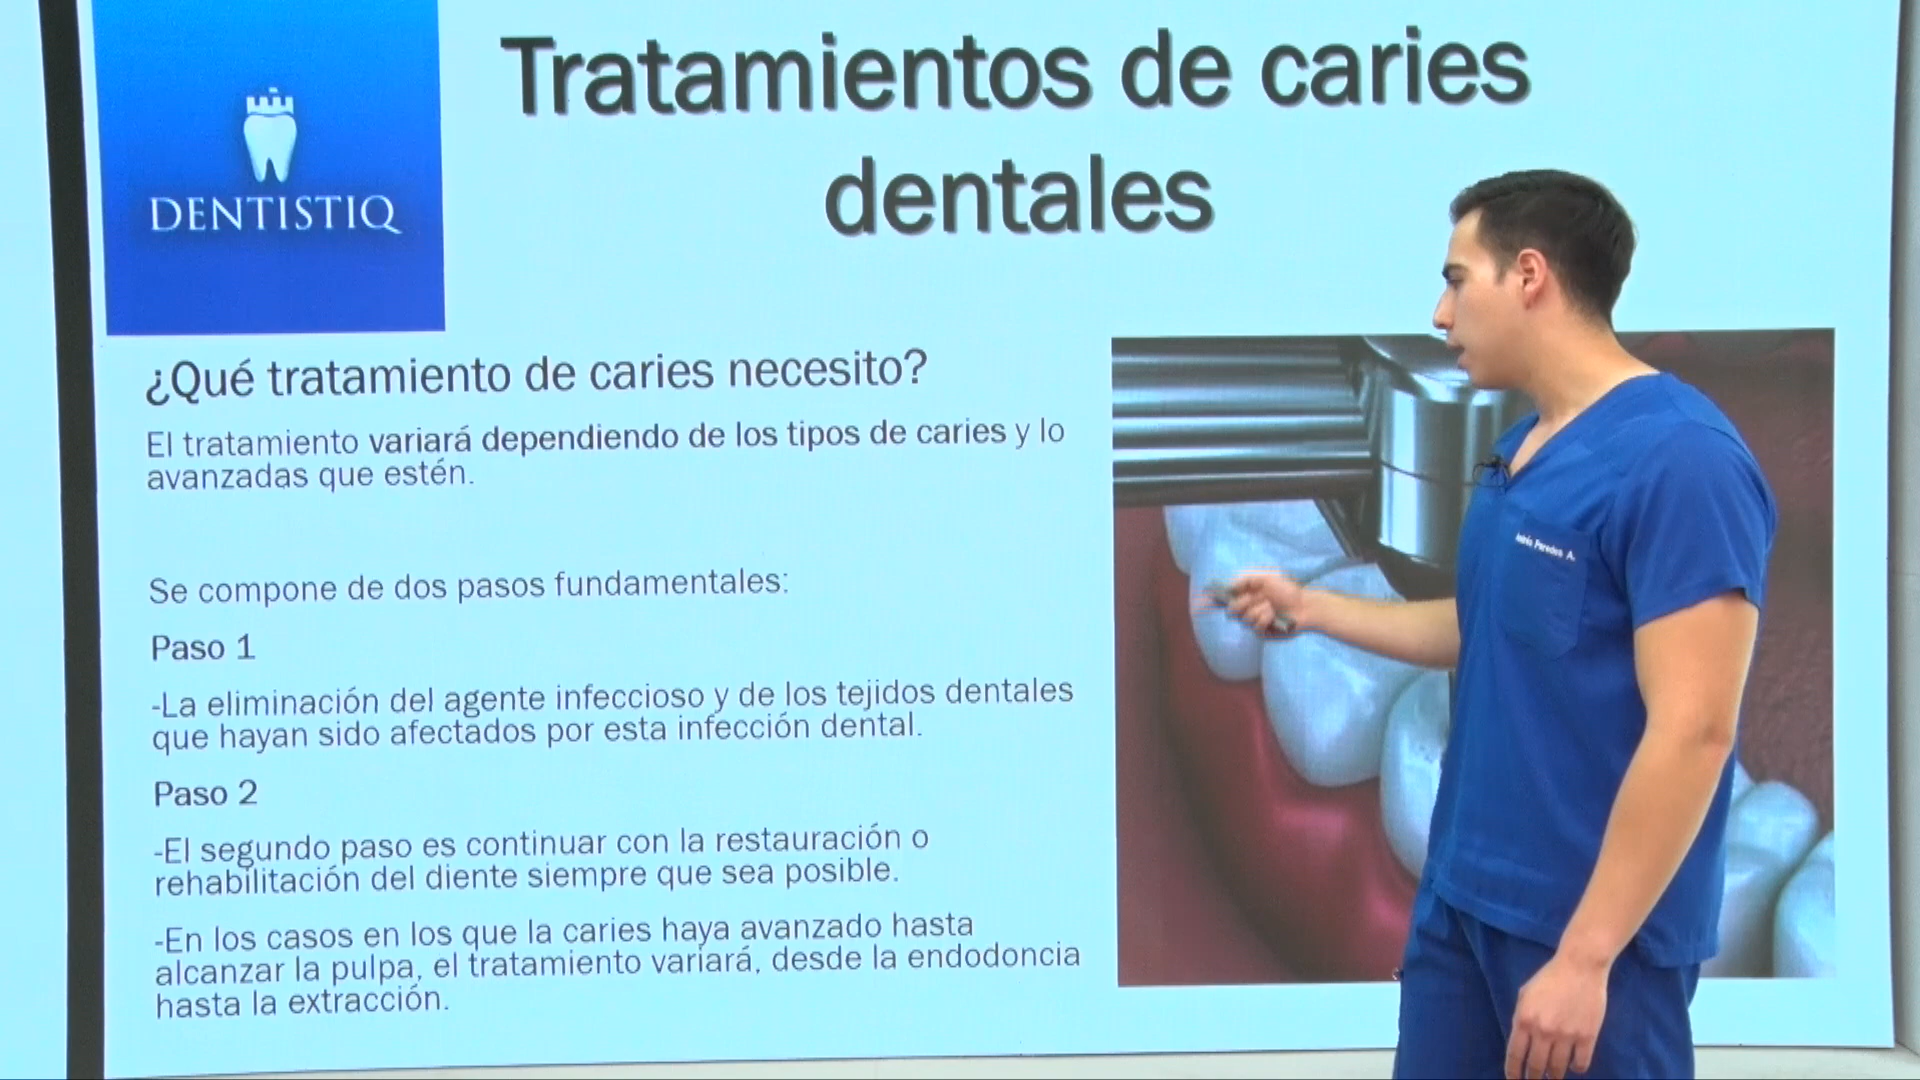 Tratamientos de caries
dentales
DENTISTIQ
¿Qué tratamiento de caries necesito?
El tratamiento variará dependiendo de los tipos de caries y lo
avanzadas que estén.
Se compone de dos pasos fundamentales:
Paso 1
-La eliminación del agente infeccioso y de los tejidos dentales
que hayan sido afectados por esta infección dental.
Paso 2
-El segundo paso es continuar con la restauración o
rehabilitación del diente siempre que sea posible.
-En los casos en los que la caries haya avanzado hasta
alcanzar la pulpa, el tratamiento variará, desde la endodoncia
hasta la extracción.
Andrés Paredes A.